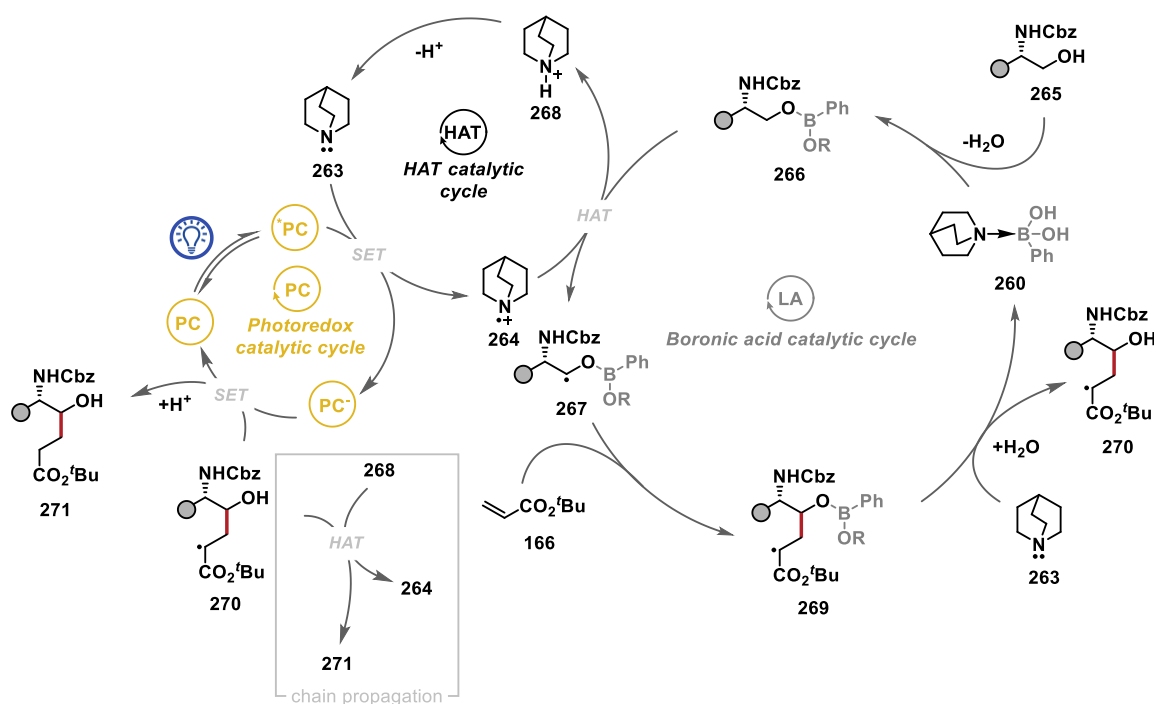 -H+
N+
H
268
N
263
HAT
HAT catalytic
cycle
*PC
SET
PC
Photoredox
catalytic cycle
PC
PC-
SET
+H+
NHCbz
OH
CO2tBu
271
NHCbz
OH
CO2tBu
270
268
HAT
264
271
chain propagation
N
•+
264
HAT
NHCbz
O
B
Ph
OR
266
NHCbz
OH
265
-H2O
N
B
OH
OH
Ph
260
LA
Boronic acid catalytic cycle
NHCbz
O
B
Ph
OR
267
CO2tBu
166
NHCbz
O
B
Ph
OR
CO2tBu
269
+H2O
NHCbz
OH
CO2tBu
270
N
263